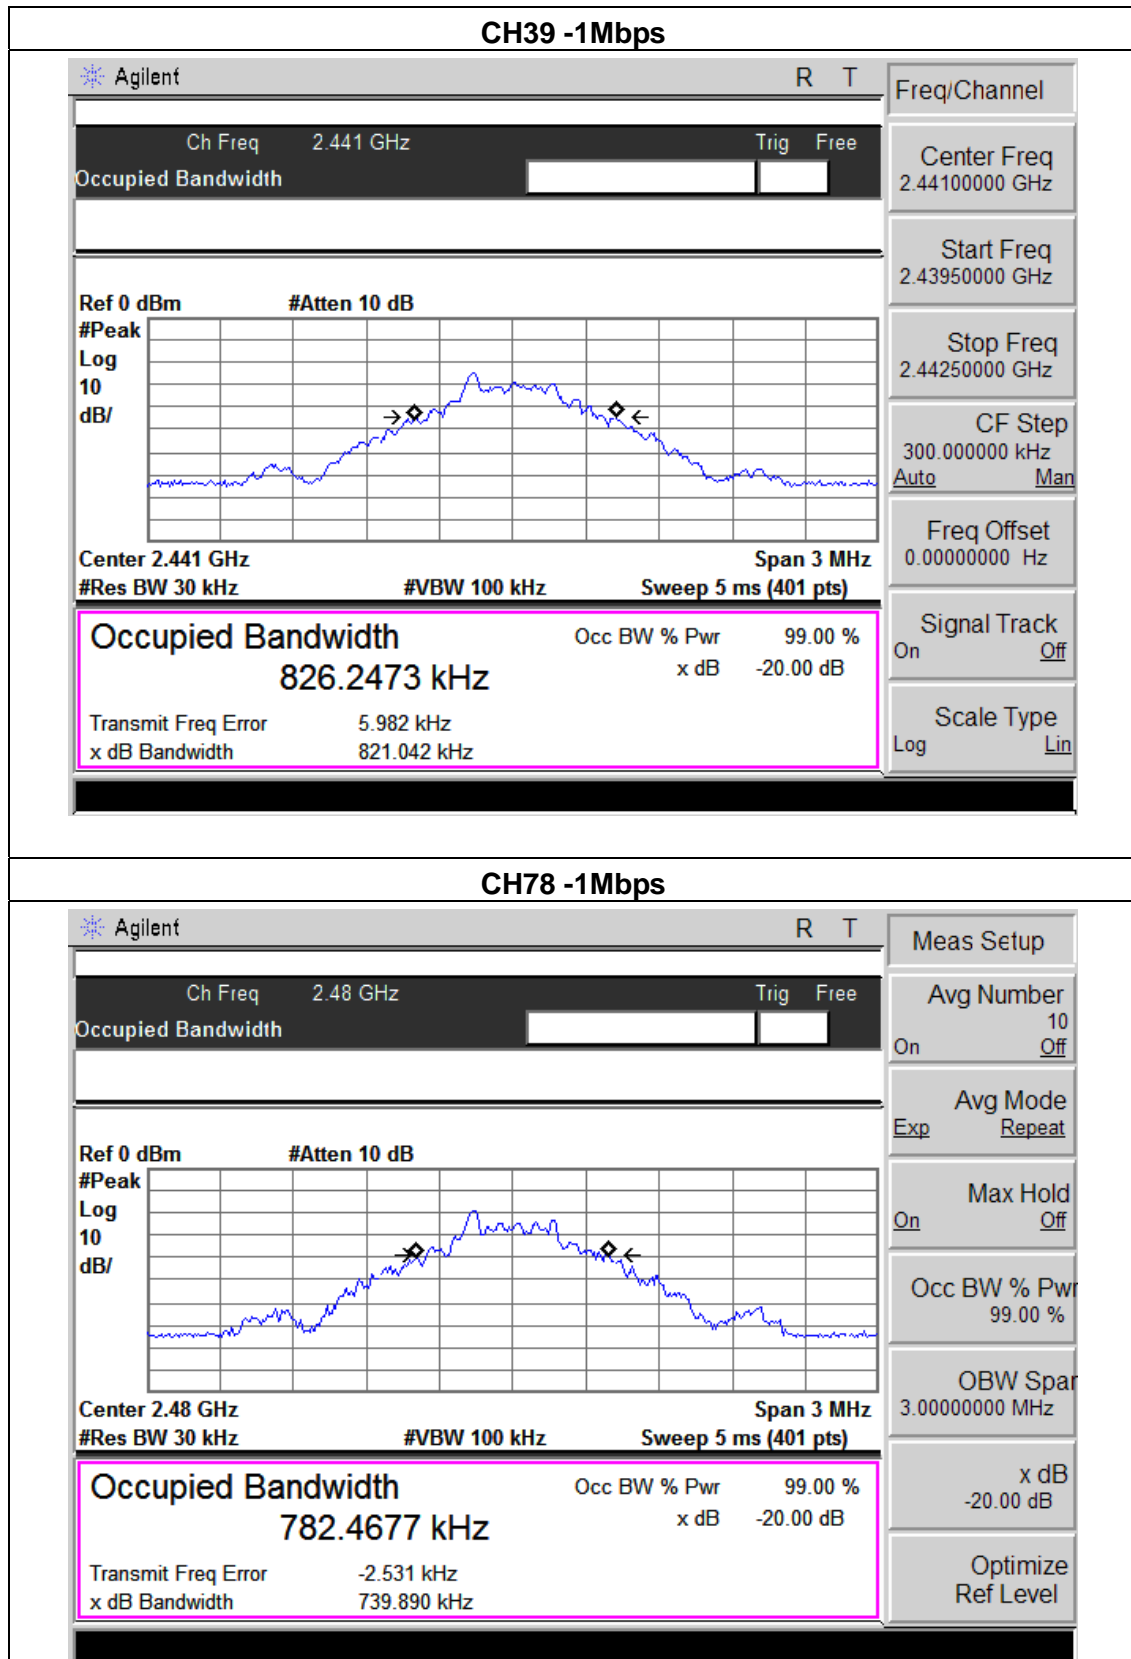 CH39 -1Mbps
Agilent R T
Freq/Channel
Ch Freq 2.441 GHz Trig Free
Occupied Bandwidth
Center Freq
2.44100000 GHz
Start Freq
2.43950000 GHz
Stop Freq
2.44250000 GHz
CF Step
300.000000 kHz
Auto Man
Freq Offset
0.00000000 Hz
Signal Track
On Off
Scale Type
Log Lin
Ref 0 dBm #Atten 10 dB
#Peak
Log
10
dB/
Center 2.441 GHz Span 3 MHz
#Res BW 30 kHz #VBW 100 kHz Sweep 5 ms (401 pts)
Occupied Bandwidth Occ BW % Pwr 99.00 %
826.2473 kHz x dB -20.00 dB
Transmit Freq Error 5.982 kHz
x dB Bandwidth 821.042 kHz
CH78 -1Mbps
Agilent R T
Meas Setup
Ch Freq 2.48 GHz Trig Free
Occupied Bandwidth
Avg Number
10
On Off
Avg Mode
Exp Repeat
Max Hold
On Off
Occ BW % Pwr
99.00 %
OBW Spar
3.00000000 MHz
x dB
-20.00 dB
Optimize
Ref Level
Ref 0 dBm #Atten 10 dB
#Peak
Log
10
dB/
Center 2.48 GHz Span 3 MHz
#Res BW 30 kHz #VBW 100 kHz Sweep 5 ms (401 pts)
Occupied Bandwidth Occ BW % Pwr 99.00 %
782.4677 kHz x dB -20.00 dB
Transmit Freq Error -2.531 kHz
x dB Bandwidth 739.890 kHz